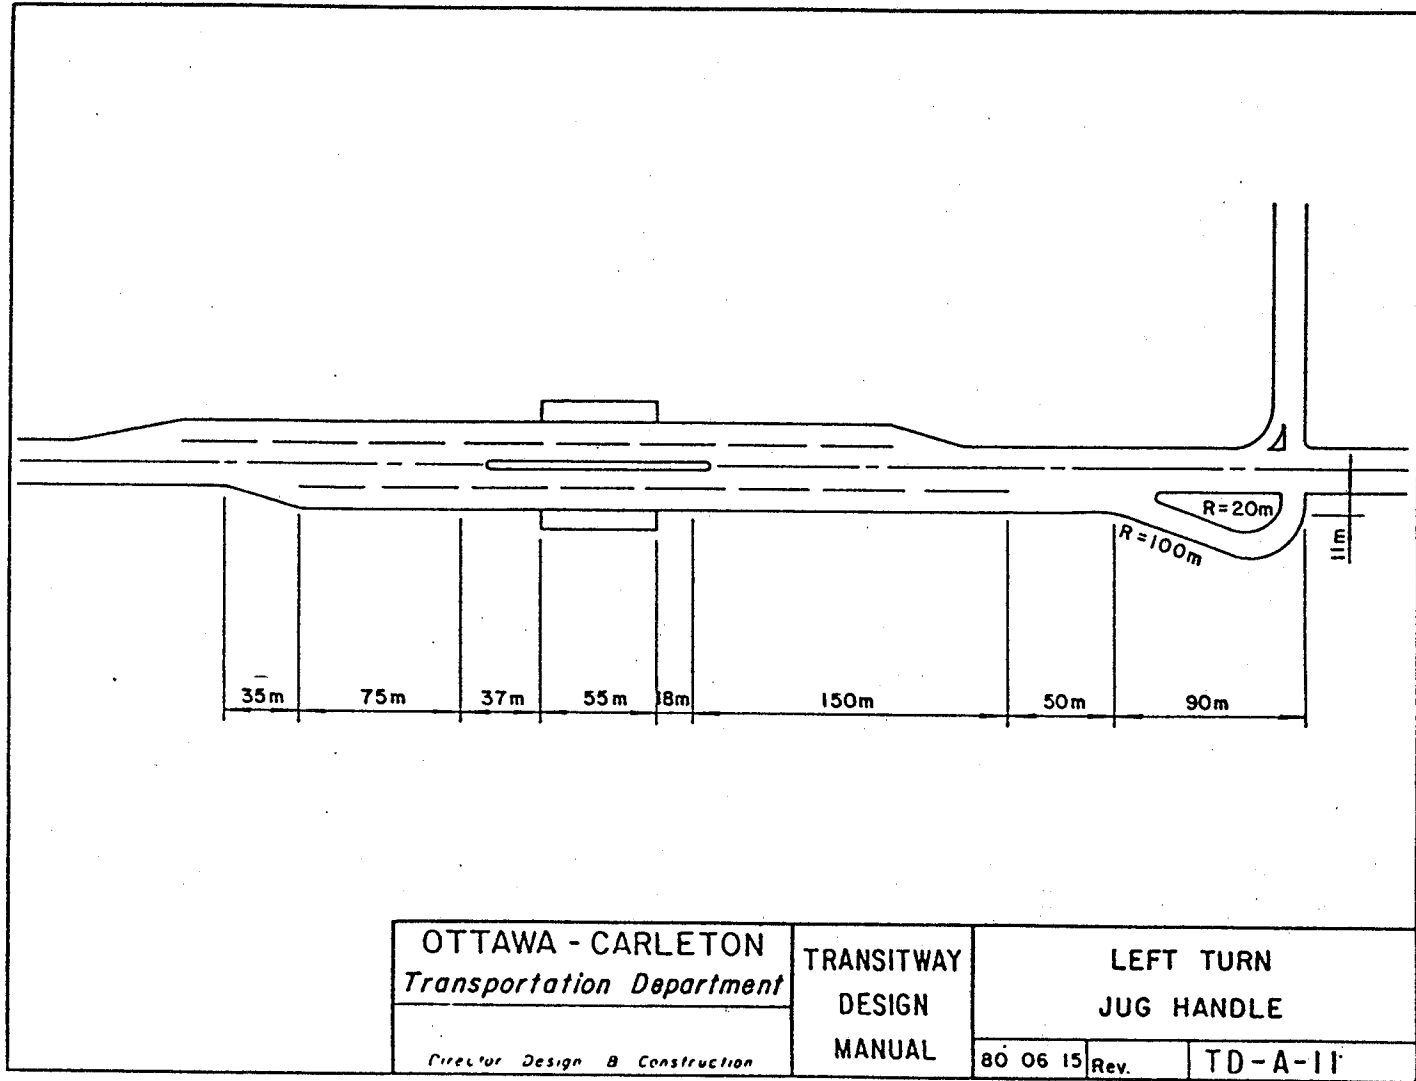 R=20m
R=100m
11m
35m 75m 37m 55m 18m 150m 50m 90m
OTTAWA - CARLETON
Transportation Department
Director Design & Construction
TRANSITWAY
DESIGN
MANUAL
LEFT TURN
JUG HANDLE
80 06 15 Rev. TD-A-11